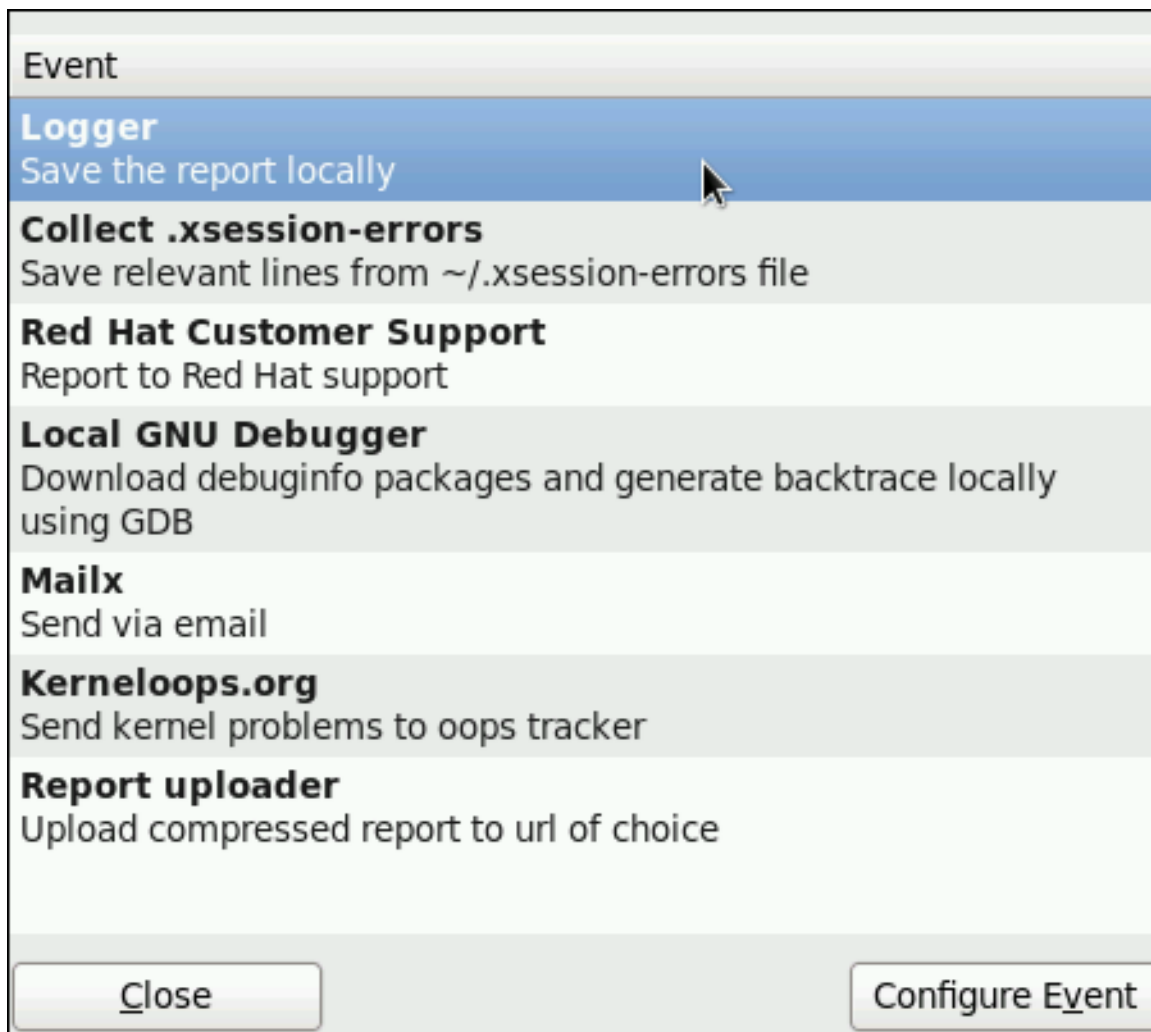 Event
Logger
Save the report locally
Collect .xsession-errors
Save relevant lines from ~/.xsession-errors file
Red Hat Customer Support
Report to Red Hat support
Local GNU Debugger
Download debuginfo packages and generate backtrace locally
using GDB
Mailx
Send via email
Kerneloops.org
Send kernel problems to oops tracker
Report uploader
Upload compressed report to url of choice
Close
Configure Event